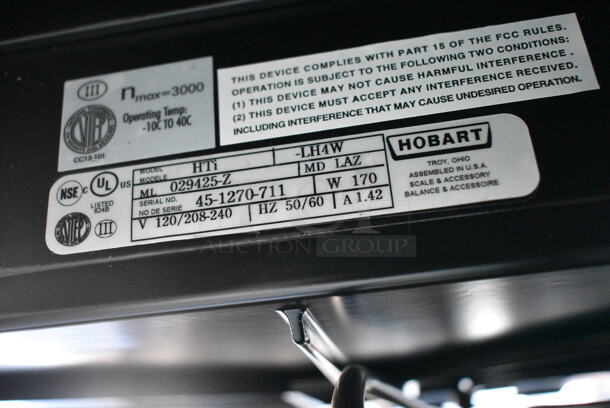 III
nmax=3000
Operating Temp:
-10C TO 40C
NTEP
CC13-101
THIS DEVICE COMPLIES WITH PART 15 OF THE FCC RULES.
OPERATION IS SUBJECT TO THE FOLLOWING TWO CONDITIONS:
(1) THIS DEVICE MAY NOT CAUSE HARMFUL INTERFERENCE.
(2) THIS DEVICE MUST ACCEPT ANY INTERFERENCE RECEIVED.
INCLUDING INTERFERENCE THAT MAY CAUSE UNDESIRED OPERATION.
NSF C UL US
LISTED
824B
NTEP III
MODEL HTi -LH4W
MODELE
ML 029425-Z MD LAZ
SERIAL NO. 45-1270-711 W 170
NO DE SERIE
V 120/208-240 HZ 50/60 A 1.42
HOBART
TROY, OHIO
ASSEMBLED IN U.S.A.
SCALE & ACCESSORY
BALANCE & ACCESSOIRE
AUCTION GROUP